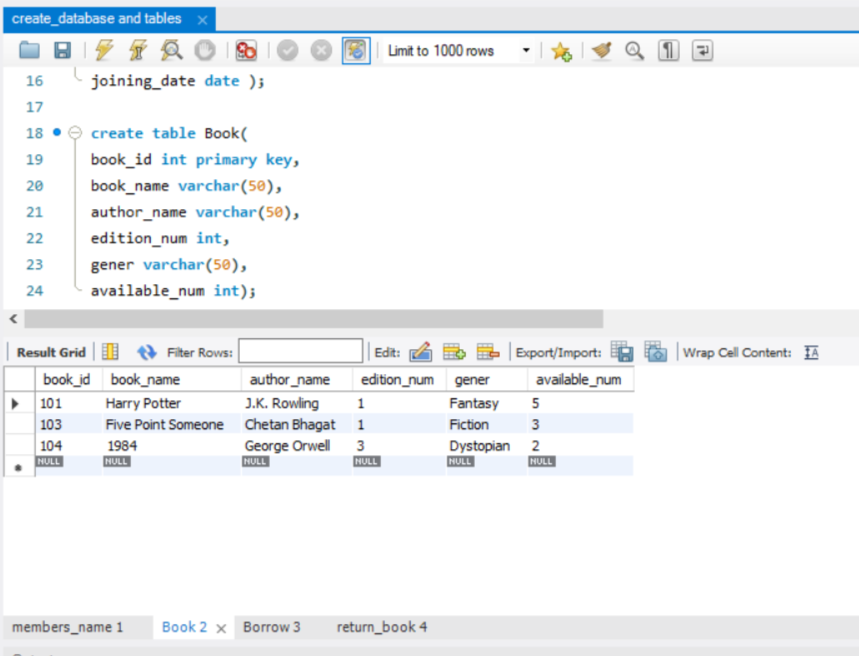 create_database and tables
Limit to 1000 rows
16 joining_date date );
17
18 create table Book(
19 book_id int primary key,
20 book_name varchar(50),
21 author_name varchar(50),
22 edition_num int,
23 gener varchar(50),
24 available_num int);
Result Grid Filter Rows: Edit: Export/Import: Wrap Cell Content: IA
book_id book_name author_name edition_num gener available_num
101 Harry Potter J.K. Rowling 1 Fantasy 5
103 Five Point Someone Chetan Bhagat 1 Fiction 3
104 1984 George Orwell 3 Dystopian 2
NULL NULL NULL NULL NULL NULL
members_name 1 Book 2 Borrow 3 return_book 4